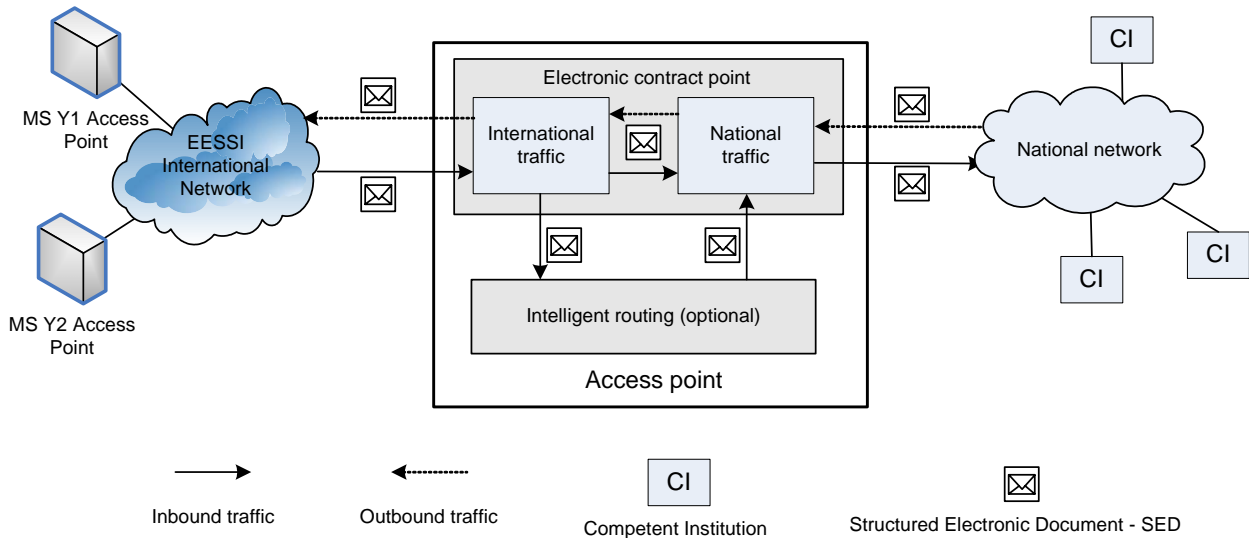 CI
Electronic contract point
MS Y1 Access
Point
EESSI
International
Network
International
traffic
National
traffic
National network
CI
CI
MS Y2 Access
Point
Intelligent routing (optional)
Access point
Inbound traffic
Outbound traffic
CI
Competent Institution
Structured Electronic Document - SED